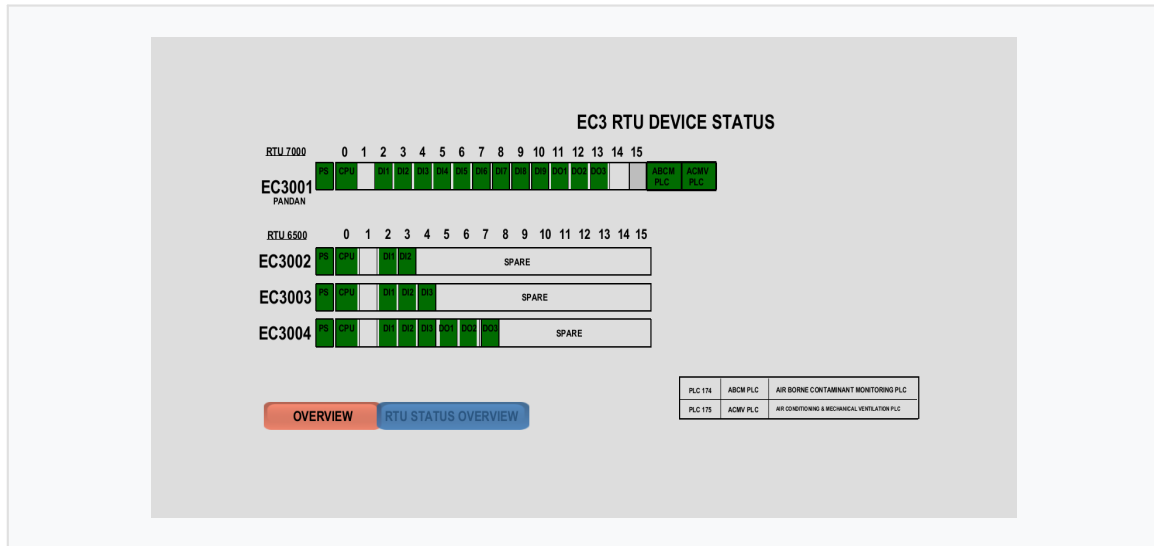 EC3 RTU DEVICE STATUS
RTU 7000 0 1 2 3 4 5 6 7 8 9 10 11 12 13 14 15
EC3001 PS CPU DI1 DI2 DI3 DI4 DI5 DI6 DI7 DI8 DI9 DO1 DO2 DO3 ABCM PLC ACMV PLC
PANDAN
RTU 6500 0 1 2 3 4 5 6 7 8 9 10 11 12 13 14 15
EC3002 PS CPU DI1 DI2 SPARE
EC3003 PS CPU DI1 DI2 DI3 SPARE
EC3004 PS CPU DI1 DI2 DI3 DO1 DO2 DO3 SPARE
PLC 174 ABCM PLC AIR BORNE CONTAMINANT MONITORING PLC
PLC 175 ACMV PLC AIR CONDITIONING & MECHANICAL VENTILATION PLC
OVERVIEW RTU STATUS OVERVIEW